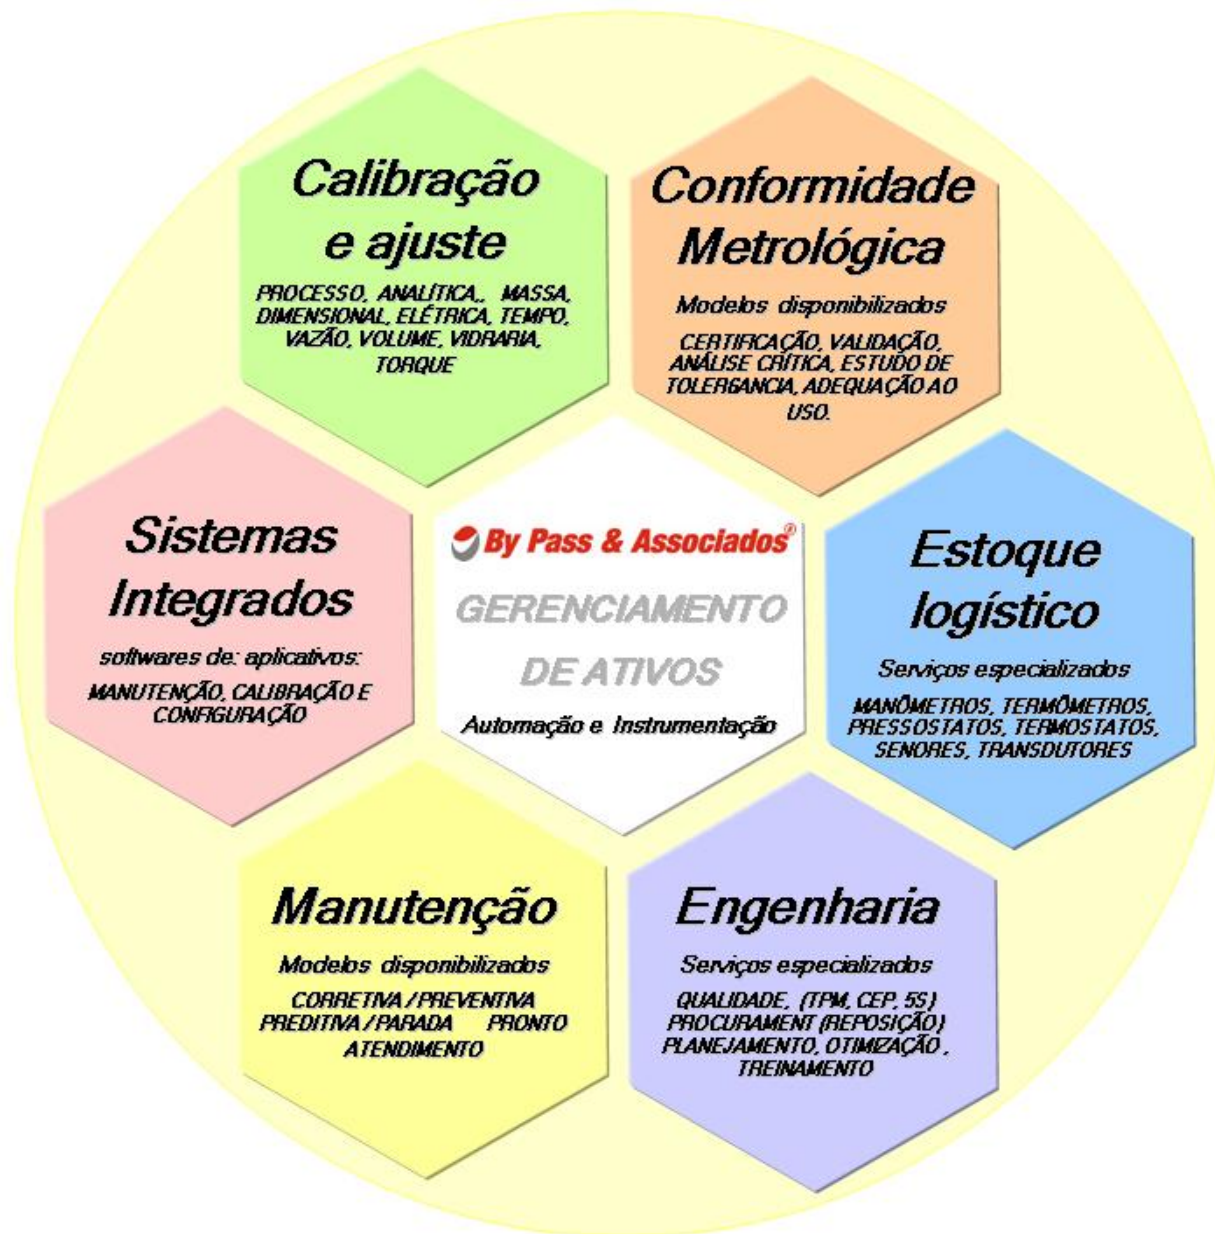 Calibração
e ajuste
PROCESSO, ANALÍTICA,, MASSA,
DIMENSIONAL, ELÉTRICA, TEMPO,
VAZÃO, VOLUME, VIDRARIA,
TORQUE
Conformidade
Metrológica
Modelos disponibilizados
CERTIFICAÇÃO, VALIDAÇÃO,
ANÁLISE CRÍTICA, ESTUDO DE
TOLERGANCIA, ADEQUAÇÃO AO
USO.
Sistemas
Integrados
softwares de: aplicativos:
MANUTENÇÃO, CALIBRAÇÃO E
CONFIGURAÇÃO
By Pass & Associados®
GERENCIAMENTO
DE ATIVOS
Automação e Instrumentação
Estoque
logístico
Serviços especializados
MANÔMETROS, TERMÔMETROS,
PRESSOSTATOS, TERMOSTATOS,
SENORES, TRANSDUTORES
Manutenção
Modelos disponibilizados
CORRETIVA / PREVENTIVA
PREDITIVA / PARADA PRONTO
ATENDIMENTO
Engenharia
Serviços especializados
QUALIDADE, (TPM, CEP, 5S)
PROCURAMENT (REPOSIÇÃO)
PLANEJAMENTO, OTIMIZAÇÃO ,
TREINAMENTO